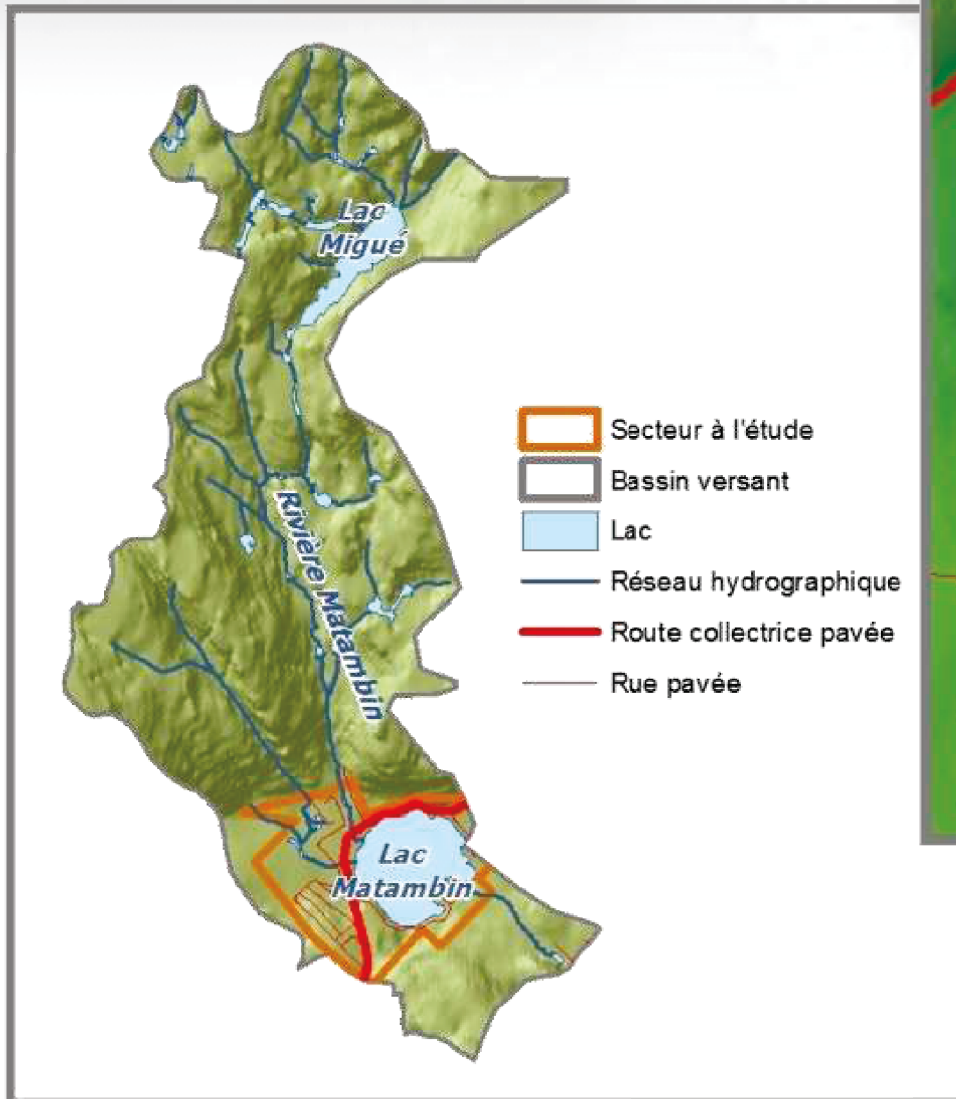 Lac
Migué
Rivière Matambin
Lac
Matambin
Secteur à l'étude
Bassin versant
Lac
Réseau hydrographique
Route collectrice pavée
Rue pavée